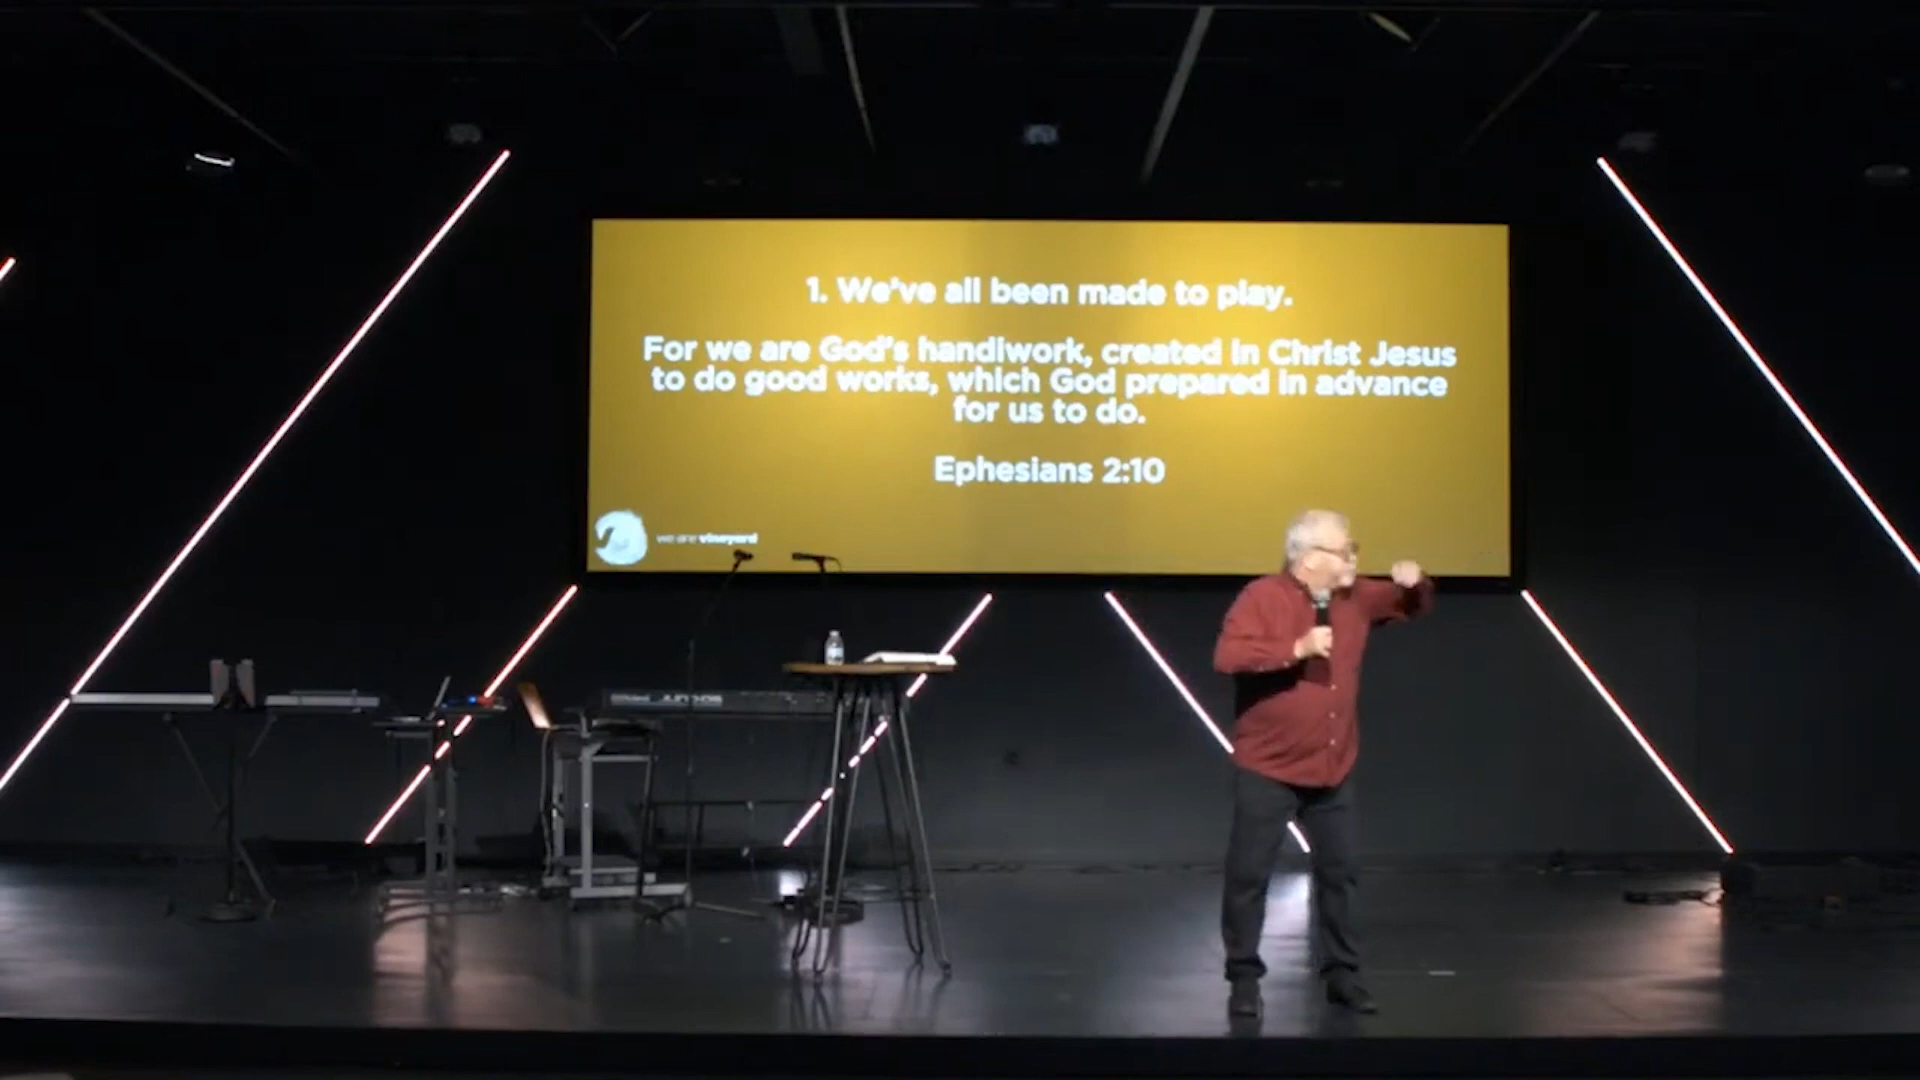 1. We've all been made to play.
For we are God's handiwork, created in Christ Jesus
to do good works, which God prepared in advance
for us to do.
Ephesians 2:10
we are vineyard